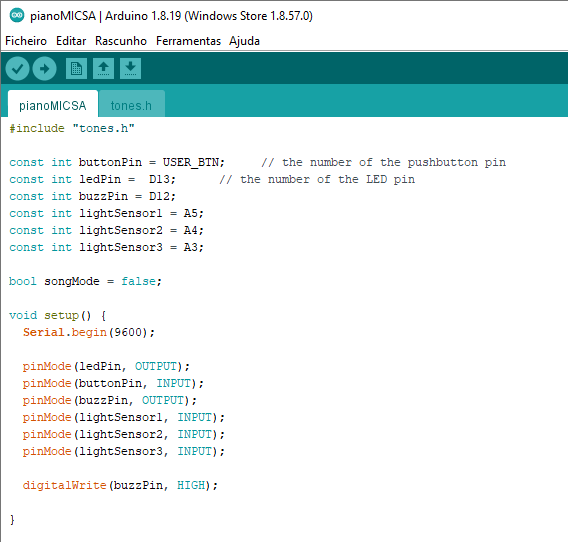 pianoMICSA | Arduino 1.8.19 (Windows Store 1.8.57.0)
Ficheiro Editar Rascunho Ferramentas Ajuda
pianoMICSA tones.h
#include "tones.h"
const int buttonPin = USER_BTN;     // the number of the pushbutton pin
const int ledPin =  D13;      // the number of the LED pin
const int buzzPin = D12;
const int lightSensor1 = A5;
const int lightSensor2 = A4;
const int lightSensor3 = A3;
bool songMode = false;
void setup() {
  Serial.begin(9600);
  pinMode(ledPin, OUTPUT);
  pinMode(buttonPin, INPUT);
  pinMode(buzzPin, OUTPUT);
  pinMode(lightSensor1, INPUT);
  pinMode(lightSensor2, INPUT);
  pinMode(lightSensor3, INPUT);
  digitalWrite(buzzPin, HIGH);
}